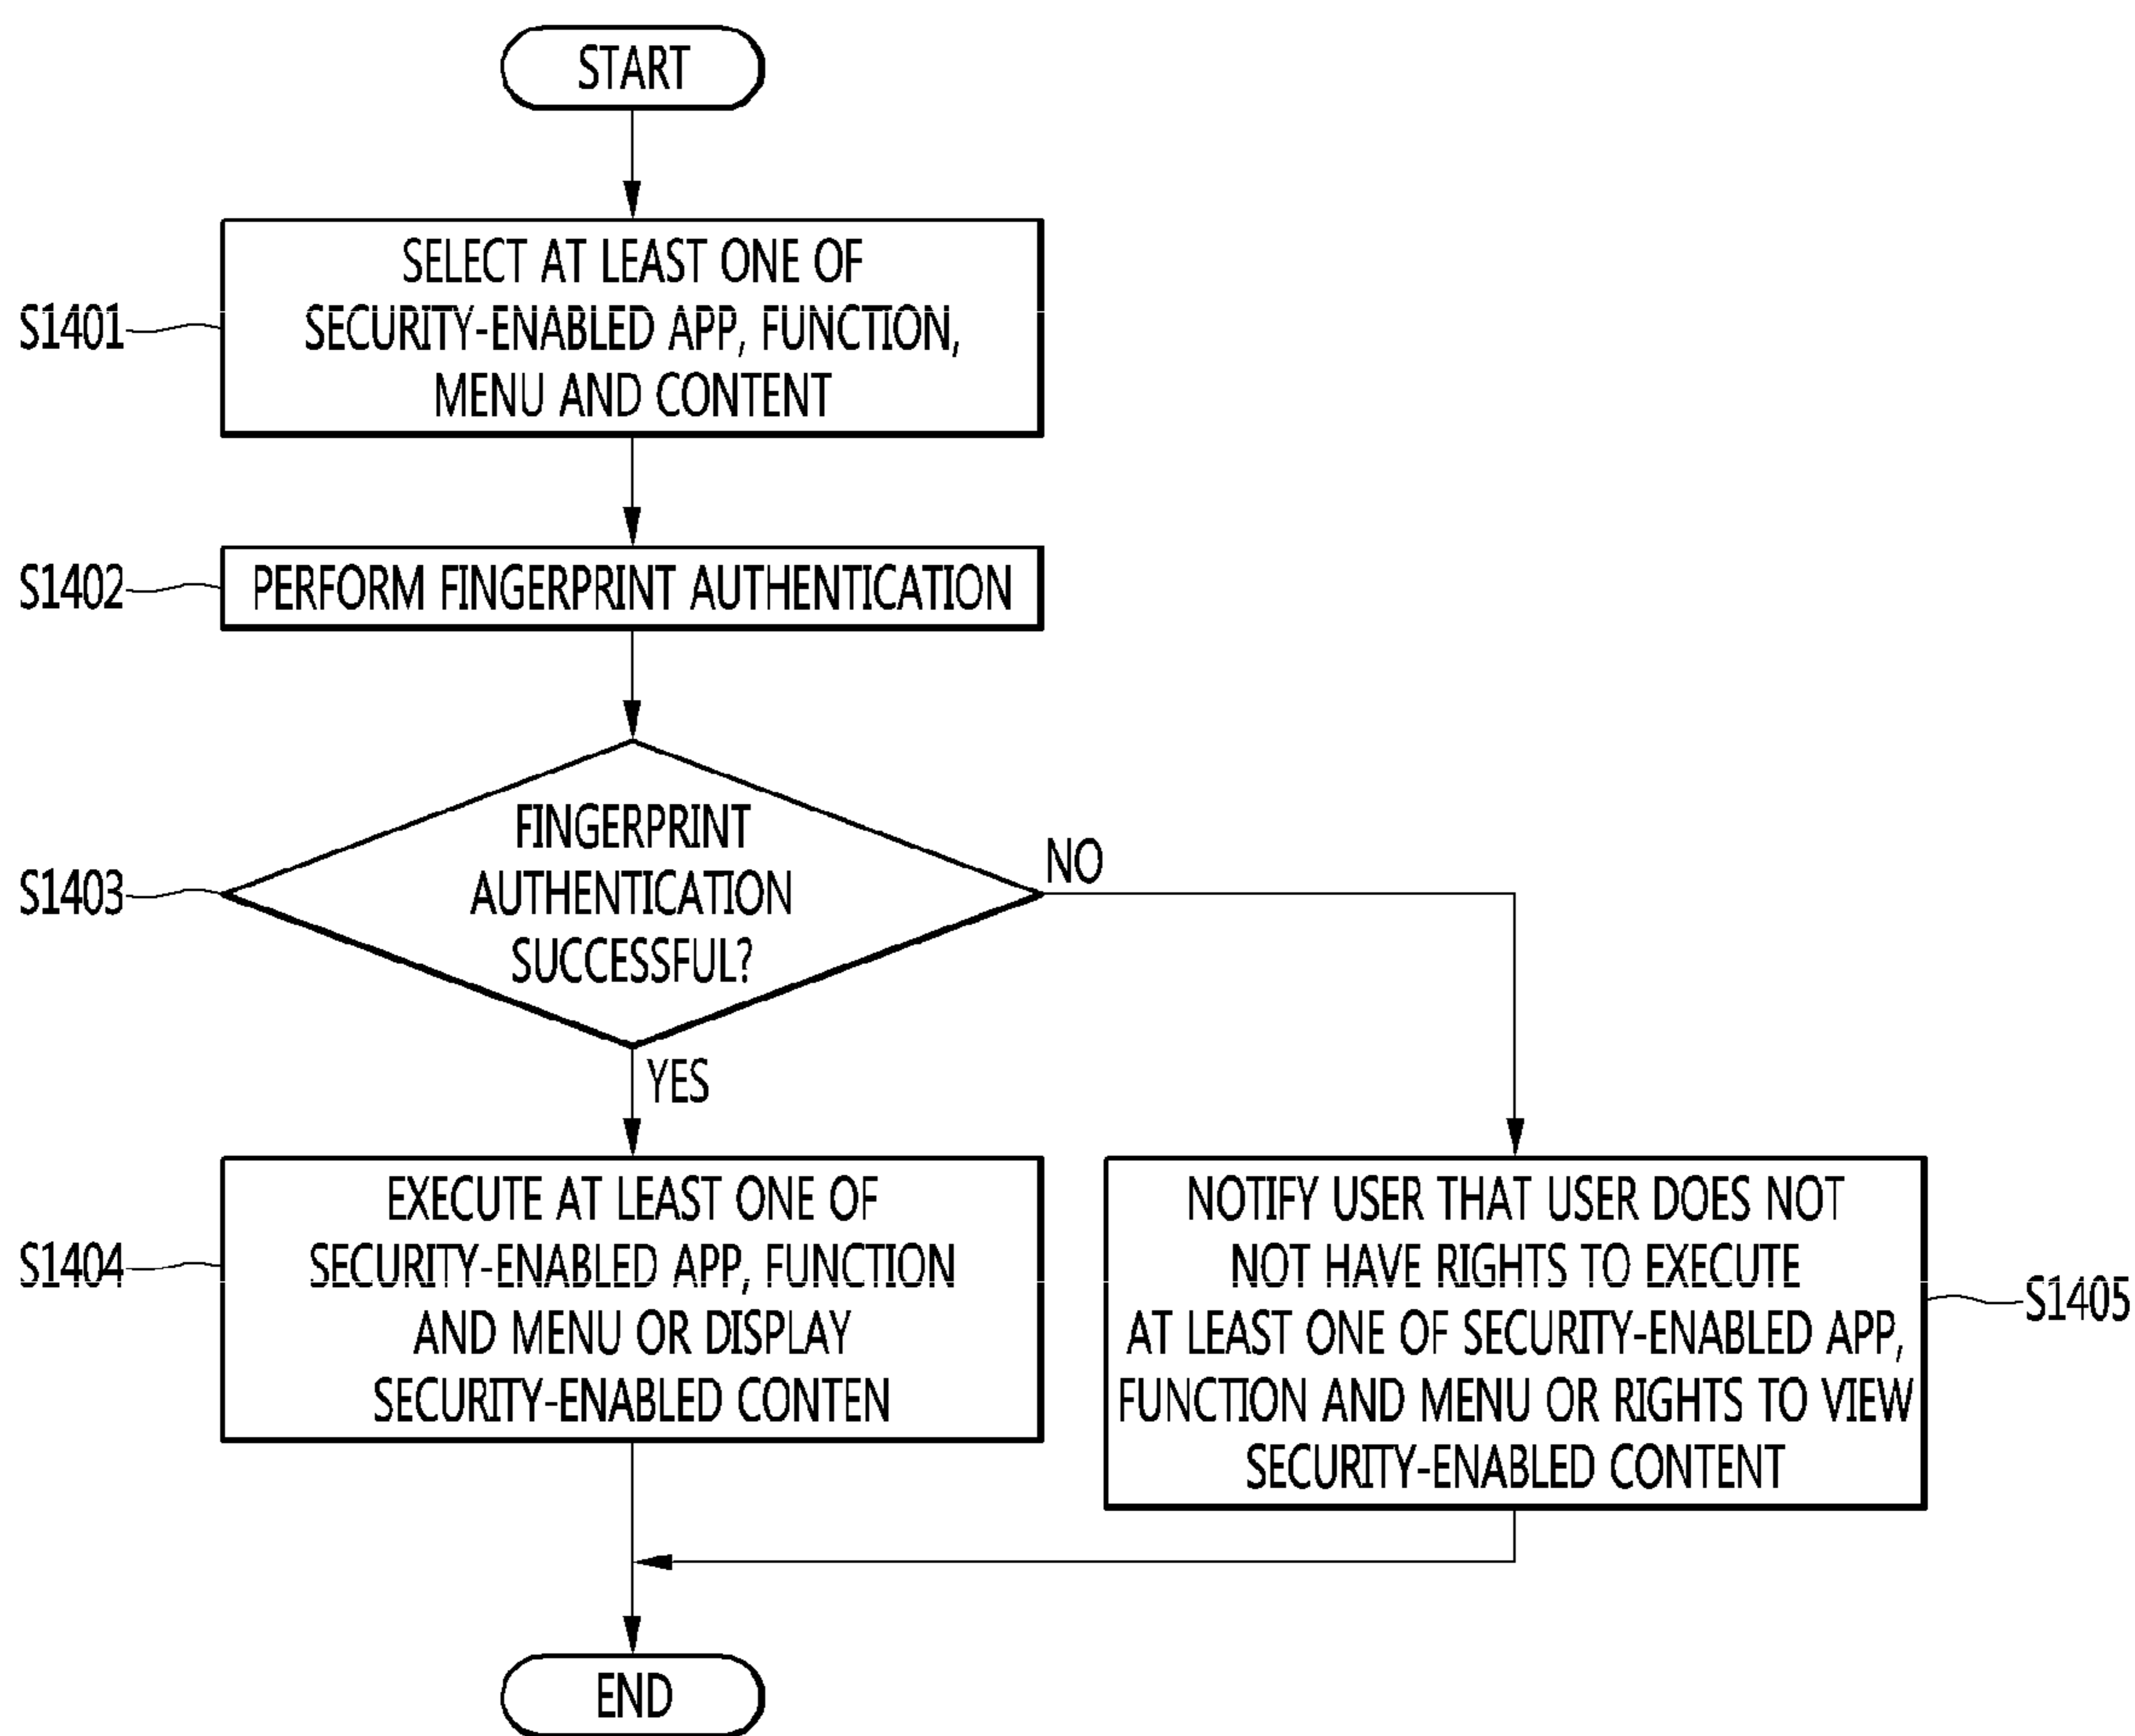 START
SELECT AT LEAST ONE OF
SECURITY-ENABLED APP, FUNCTION,
MENU AND CONTENT
S1401
PERFORM FINGERPRINT AUTHENTICATION
S1402
FINGERPRINT
AUTHENTICATION
SUCCESSFUL?
S1403
NO
YES
EXECUTE AT LEAST ONE OF
SECURITY-ENABLED APP, FUNCTION
AND MENU OR DISPLAY
SECURITY-ENABLED CONTEN
S1404
NOTIFY USER THAT USER DOES NOT
NOT HAVE RIGHTS TO EXECUTE
AT LEAST ONE OF SECURITY-ENABLED APP,
FUNCTION AND MENU OR RIGHTS TO VIEW
SECURITY-ENABLED CONTENT
S1405
END